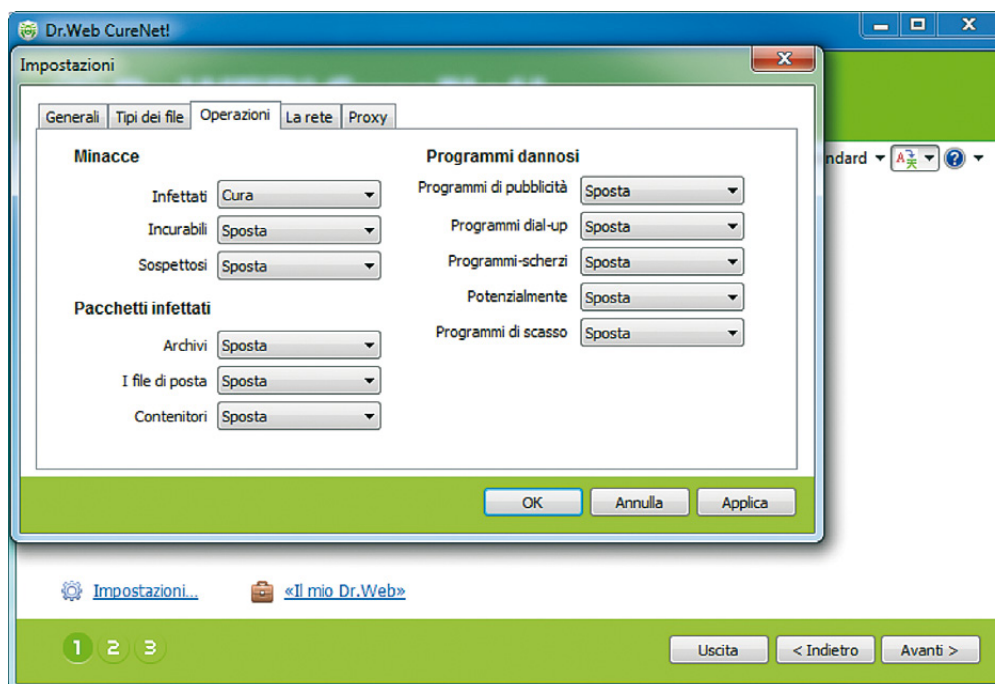 Dr.Web CureNet!
Impostazioni
Generali Tipi dei file Operazioni La rete Proxy
Minacce
Infettati Cura
Incurabili Sposta
Sospettosi Sposta
Pacchetti infettati
Archivi Sposta
I file di posta Sposta
Contenitori Sposta
Programmi dannosi
Programmi di pubblicità Sposta
Programmi dial-up Sposta
Programmi-scherzi Sposta
Potenzialmente Sposta
Programmi di scasso Sposta
OK Annulla Applica
ndard
Impostazioni... «Il mio Dr.Web»
1 2 3
Uscita < Indietro Avanti >